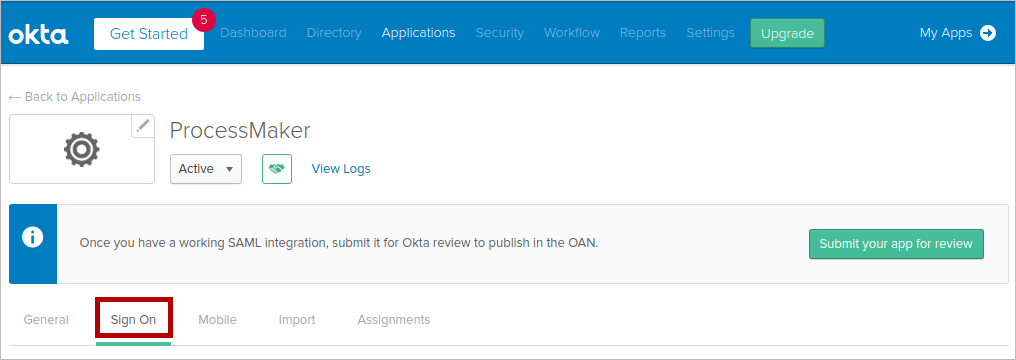 okta Get Started 5 Dashboard Directory Applications Security Workflow Reports Settings Upgrade My Apps
← Back to Applications
ProcessMaker
Active View Logs
Once you have a working SAML integration, submit it for Okta review to publish in the OAN. Submit your app for review
General Sign On Mobile Import Assignments